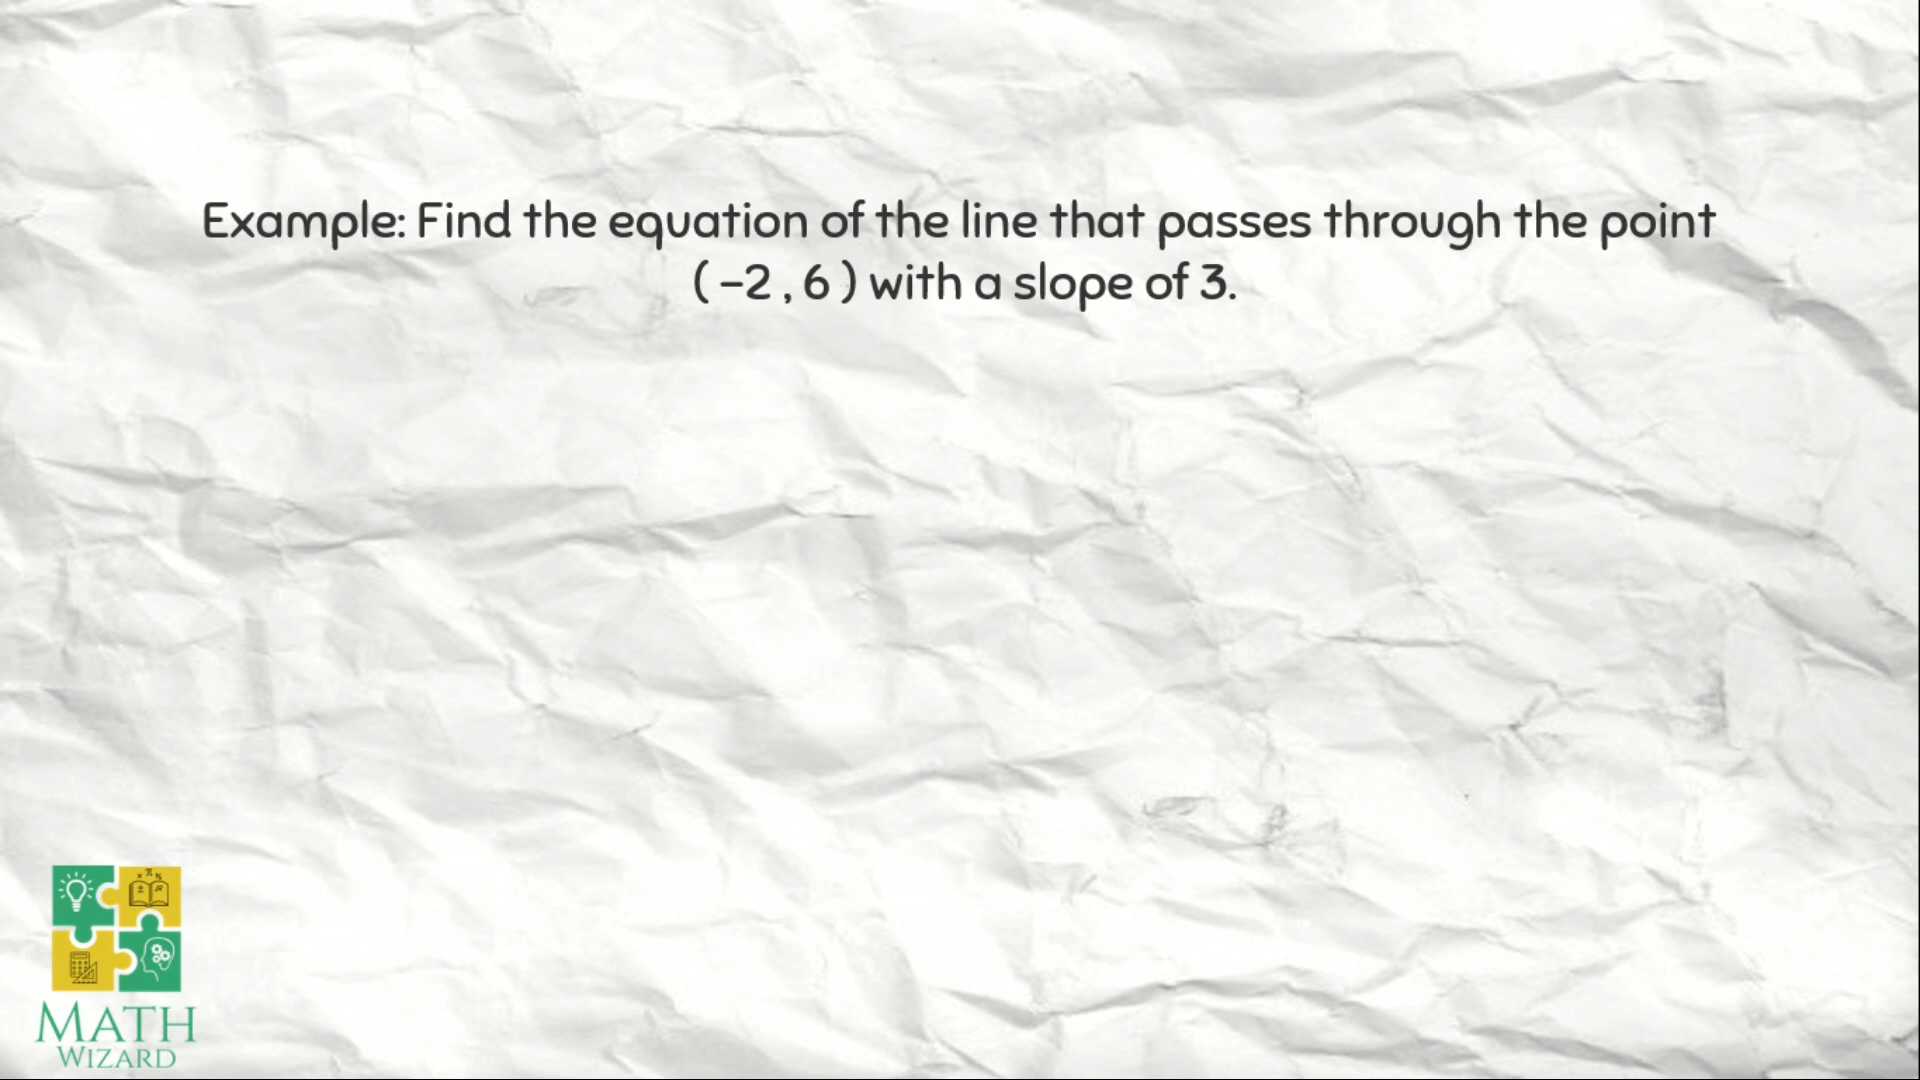 Example: Find the equation of the line that passes through the point
( -2 , 6 ) with a slope of 3.
MATH
WIZARD